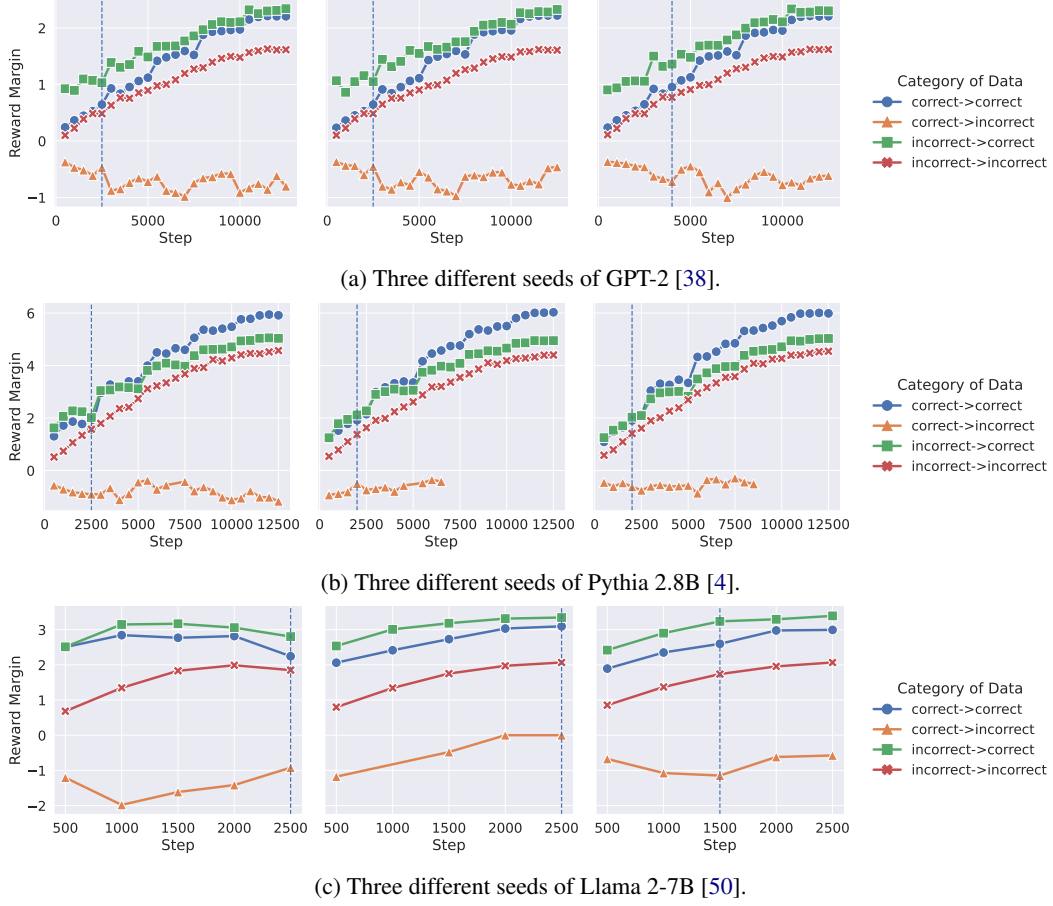 2
1
0
−1
Reward Margin
0
5000
10000
Step
0
5000
10000
Step
0
5000
10000
Step
Category of Data
correct->correct
correct->incorrect
incorrect->correct
incorrect->incorrect
(a) Three different seeds of GPT-2 [38].
6
4
2
0
Reward Margin
0
2500
5000
7500
10000
12500
Step
0
2500
5000
7500
10000
12500
Step
0
2500
5000
7500
10000
12500
Step
Category of Data
correct->correct
correct->incorrect
incorrect->correct
incorrect->incorrect
(b) Three different seeds of Pythia 2.8B [4].
3
2
1
0
−1
−2
Reward Margin
500
1000
1500
2000
2500
Step
500
1000
1500
2000
2500
Step
500
1000
1500
2000
2500
Step
Category of Data
correct->correct
correct->incorrect
incorrect->correct
incorrect->incorrect
(c) Three different seeds of Llama 2-7B [50].